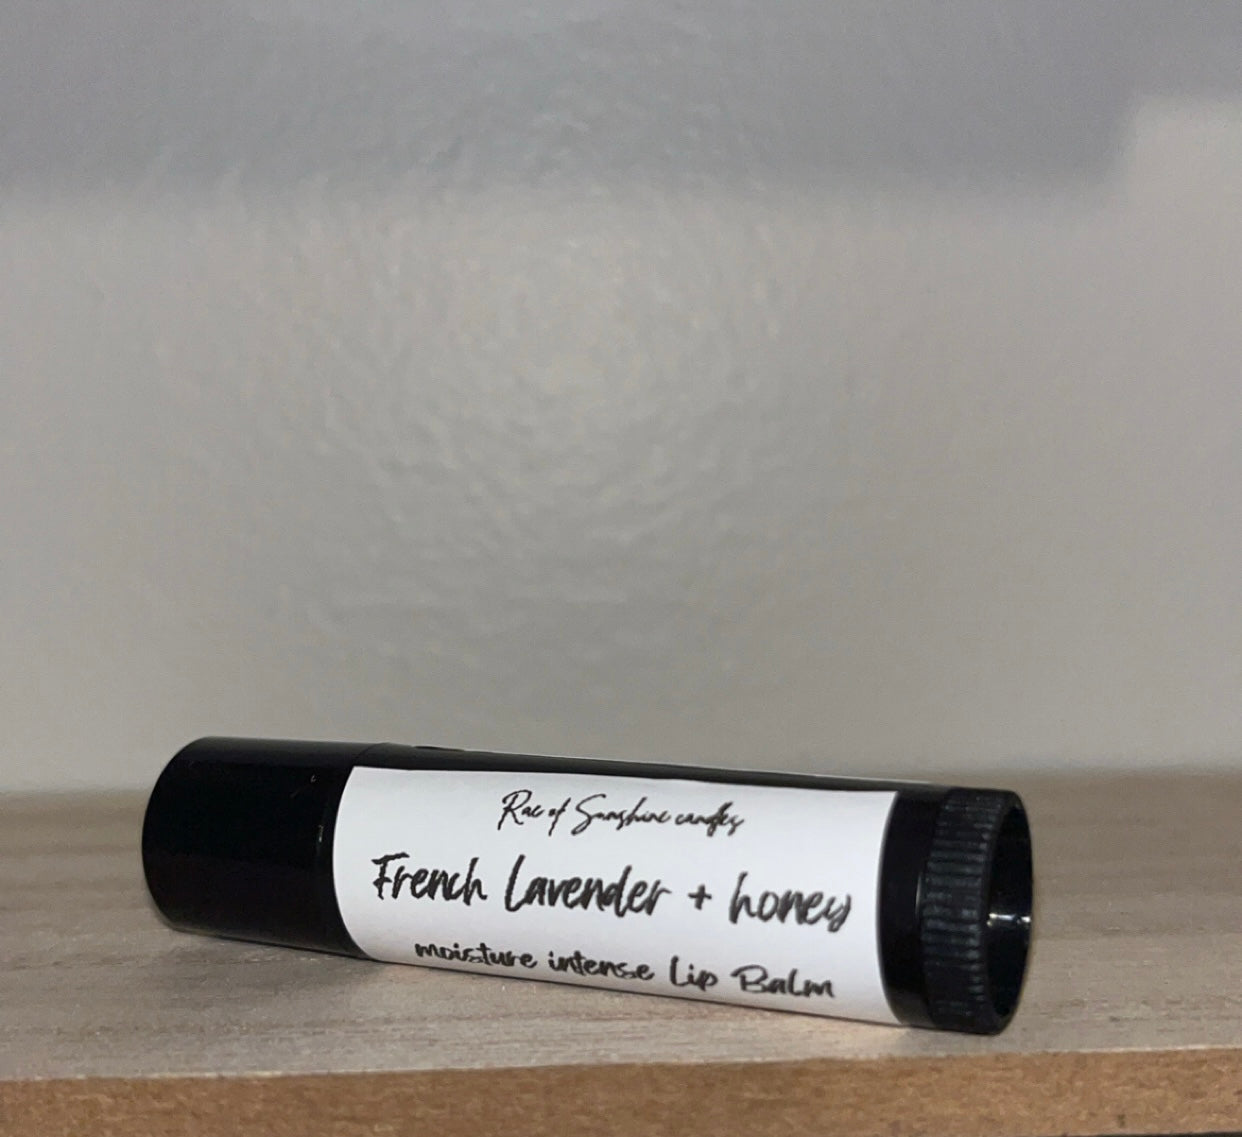 Rae of Sunshine candles
French Lavender + honey
moisture intense Lip Balm